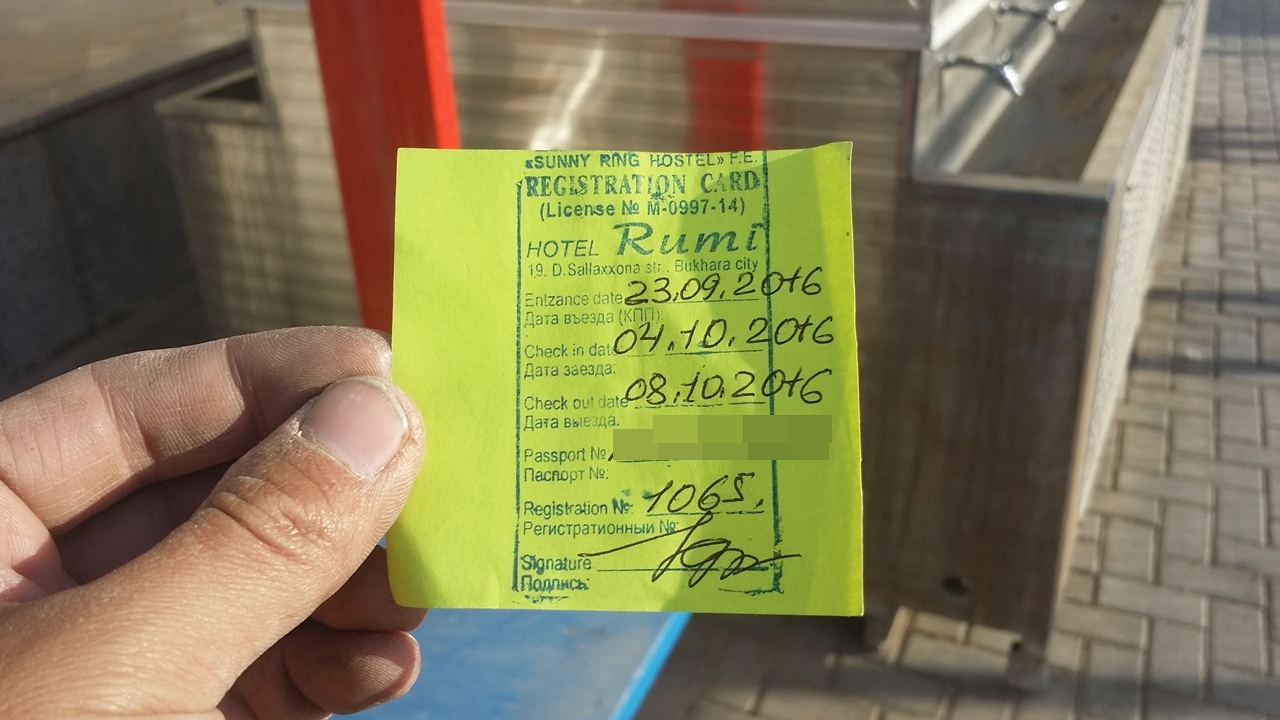 «SUNNY RING HOSTEL» F.E.
REGISTRATION CARD
(License № M-0997-14)
HOTEL Rumi
19, D.Sallaxxona str., Bukhara city
Entzance date 23.09.2016
Дата въезда (КПП):
Check in date 04.10.2016
Дата заезда:
Check out date 08.10.2016
Дата выезда:
Passport №
Паспорт №:
Registration №: 1065.
Регистратионный №:
Signature
Подпись: